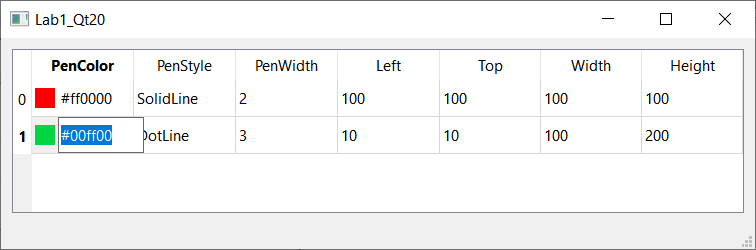 Lab1_Qt20
PenColor PenStyle PenWidth Left Top Width Height
0 #ff0000 SolidLine 2 100 100 100 100
1 #00ff00 DotLine 3 10 10 100 200